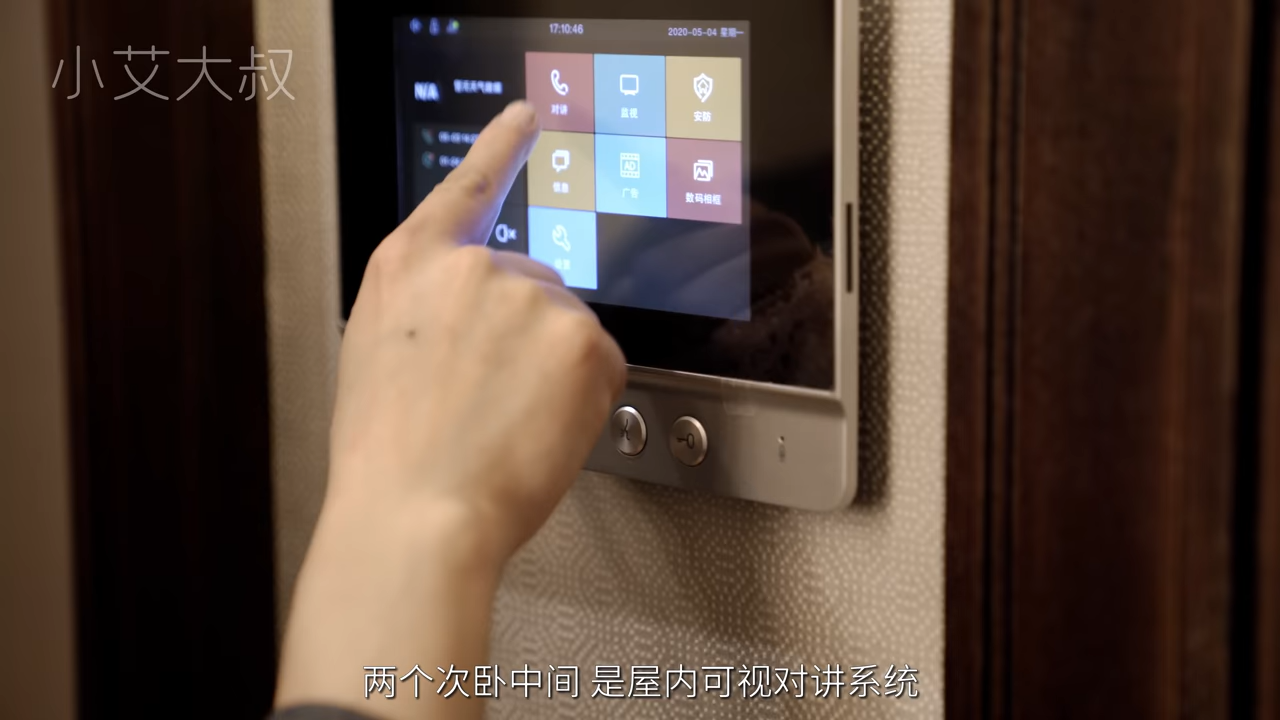 小艾大叔
17:10:46
2020-05-04 星期一
N/A
暂无天气数据
对讲
监视
安防
信息
AD
广告
数码相框
设置
两个次卧中间 是屋内可视对讲系统